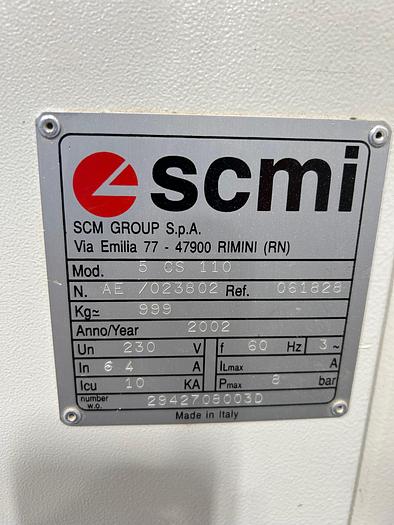 scmi
SCM GROUP S.p.A.
Via Emilia 77 - 47900 RIMINI (RN)
Mod. 5 CS 110
N. AE /023802 Ref. 061828
Kg≃ 999 -
Anno/Year 2002
Un 230 V f 60 Hz 3~
In 64 A ILmax A
Icu 10 KA Pmax 8 bar
number w.o. 2942708003D
Made in Italy